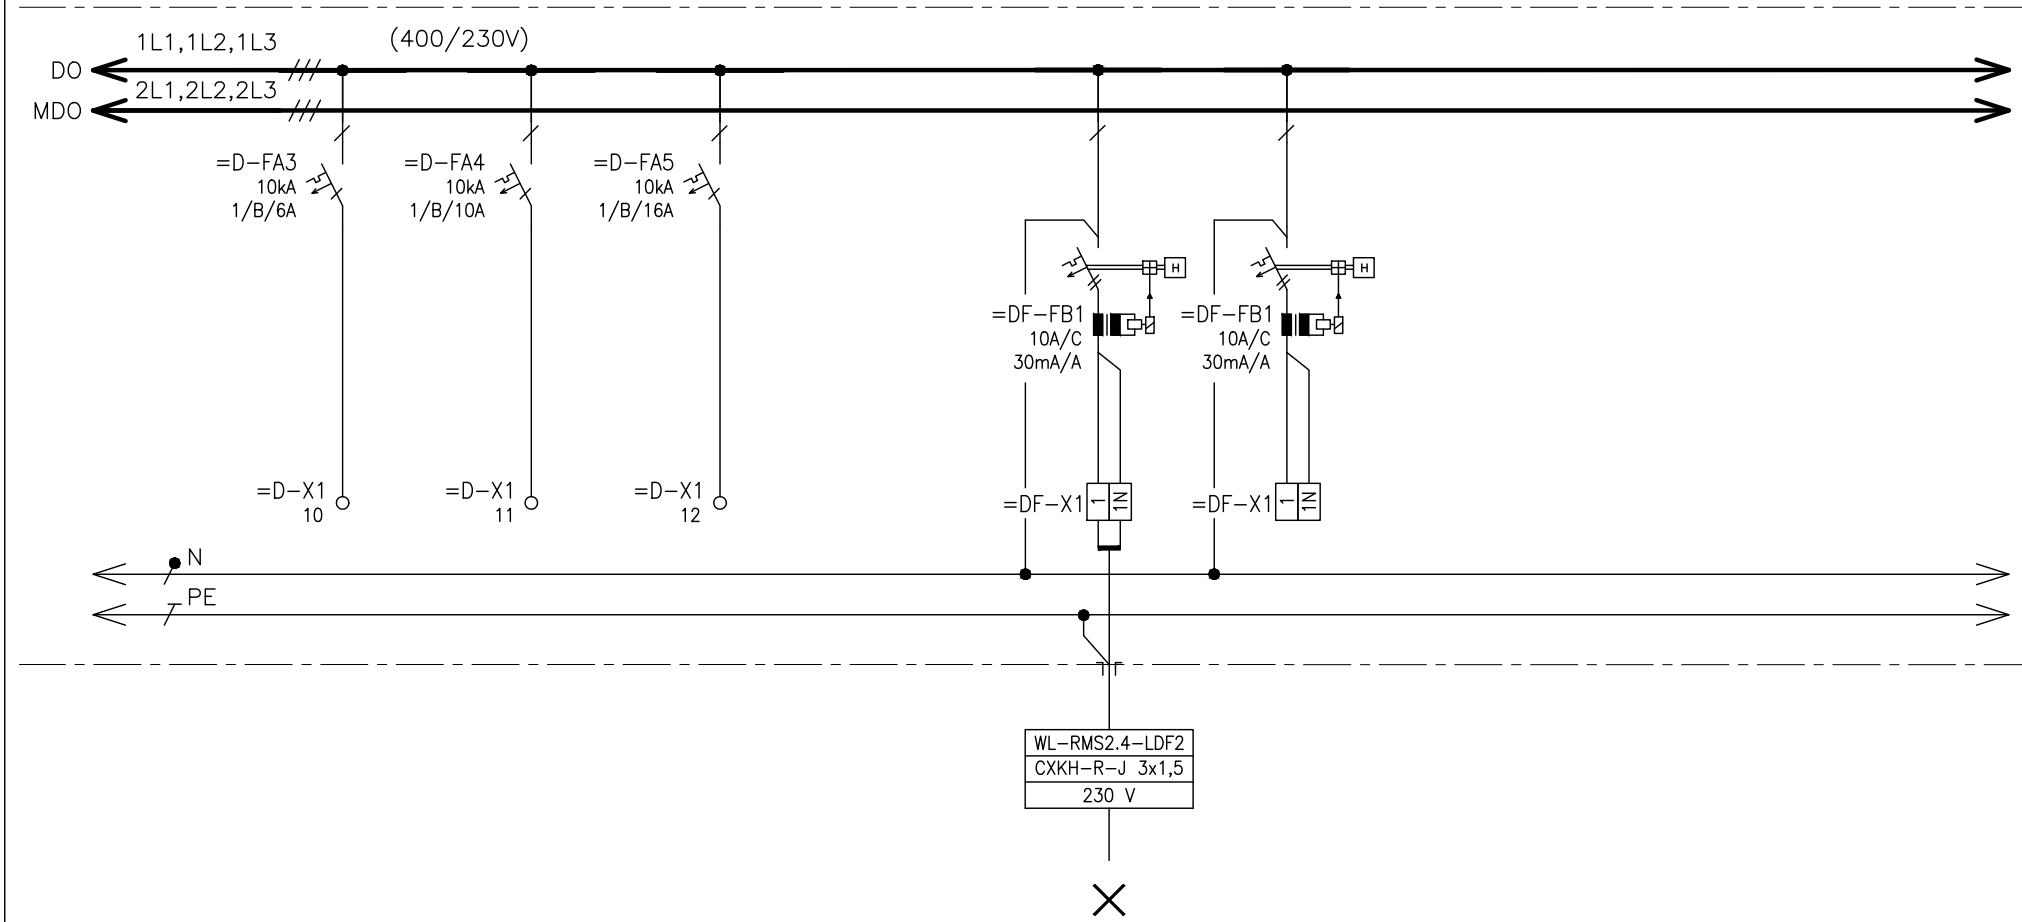 1L1,1L2,1L3
(400/230V)
DO
2L1,2L2,2L3
MDO
=D-FA3
10kA
1/B/6A
=D-FA4
10kA
1/B/10A
=D-FA5
10kA
1/B/16A
H
H
=DF-FB1
10A/C
30mA/A
=DF-FB1
10A/C
30mA/A
=D-X1
10
=D-X1
11
=D-X1
12
=DF-X1
1
1N
=DF-X1
1
1N
N
PE
WL-RMS2.4-LDF2
CXKH-R-J 3x1,5
230 V